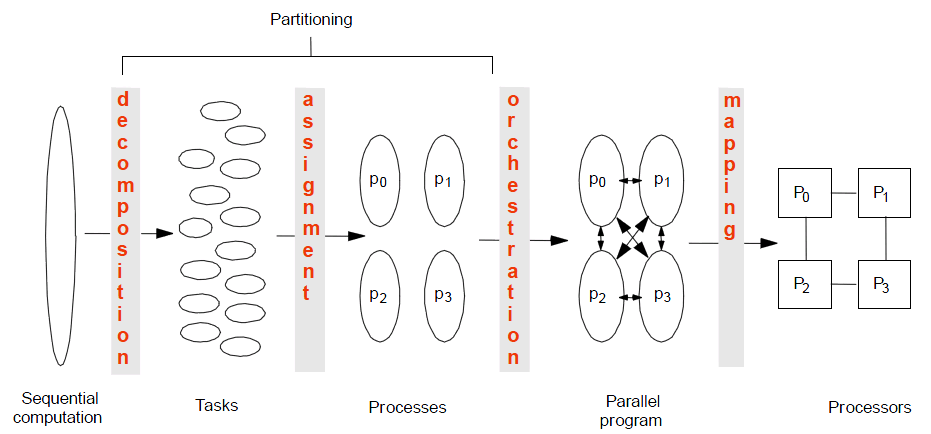 Partitioning
decomposition
assignment
orchestration
mapping
p0
p1
p2
p3
p0
p1
p2
p3
P0
P1
P2
P3
Sequential
computation
Tasks
Processes
Parallel
program
Processors